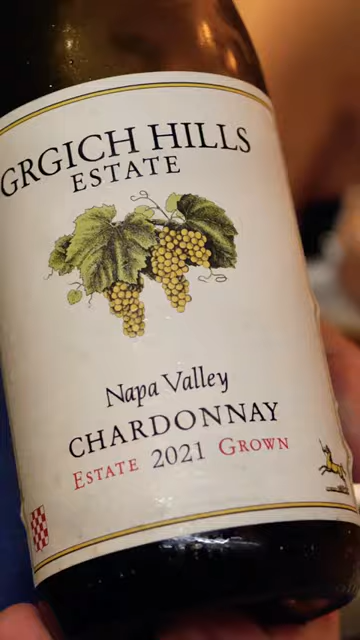 GRGICH HILLS
ESTATE
Napa Valley
CHARDONNAY
ESTATE 2021 GROWN